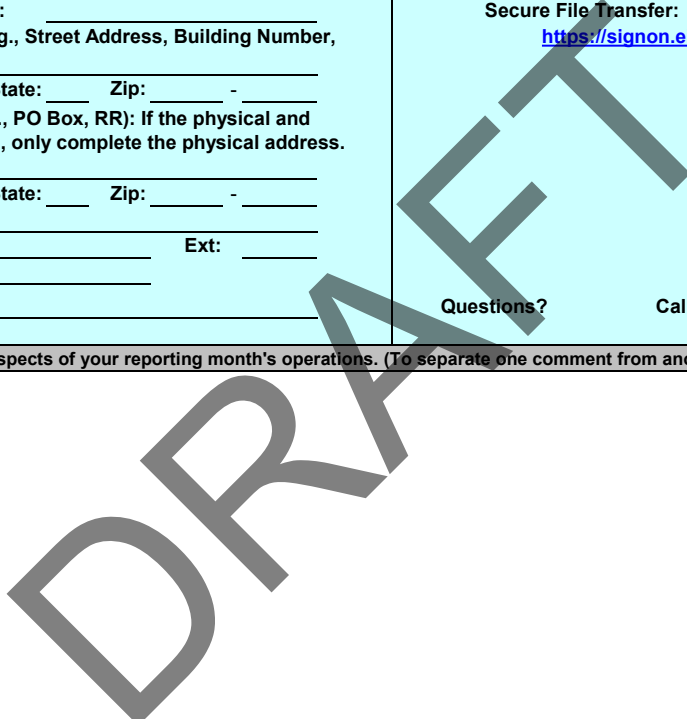 :
g., Street Address, Building Number,
tate: Zip: -
., PO Box, RR): If the physical and
, only complete the physical address.
tate: Zip: -
Ext:
Secure File Transfer:
https://signon.e
Questions? Cal
spects of your reporting month's operations. (To separate one comment from ano
DRAFT